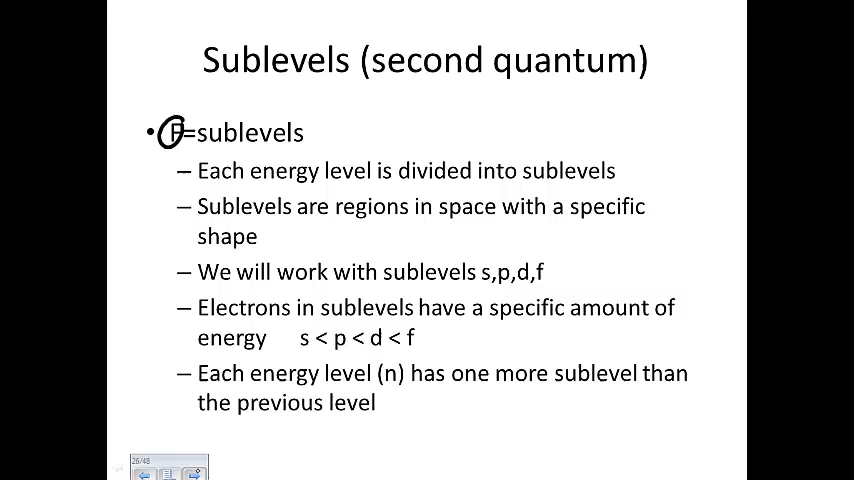 Sublevels (second quantum)
• F=sublevels
– Each energy level is divided into sublevels
– Sublevels are regions in space with a specific
shape
– We will work with sublevels s,p,d,f
– Electrons in sublevels have a specific amount of
energy s < p < d < f
– Each energy level (n) has one more sublevel than
the previous level
26/48